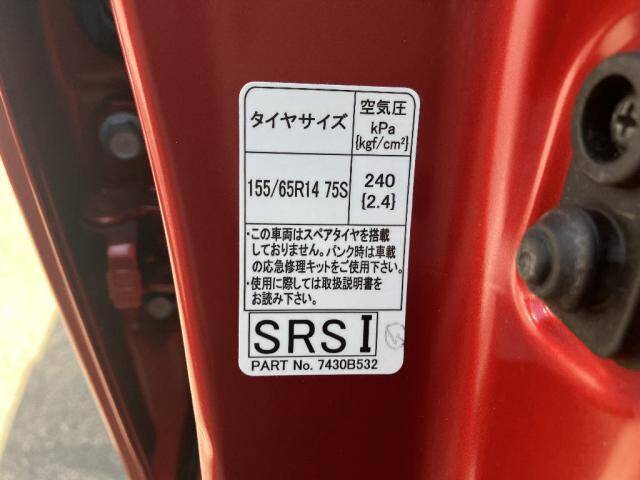 タイヤサイズ
空気圧
kPa
{kgf/cm²}
155/65R14 75S
240
{2.4}
・この車両はスペアタイヤを搭載
しておりません。パンク時は車載
の応急修理キットをご使用下さい。
・使用に際しては取扱説明書を
お読み下さい。
SRS I
PART No. 7430B532